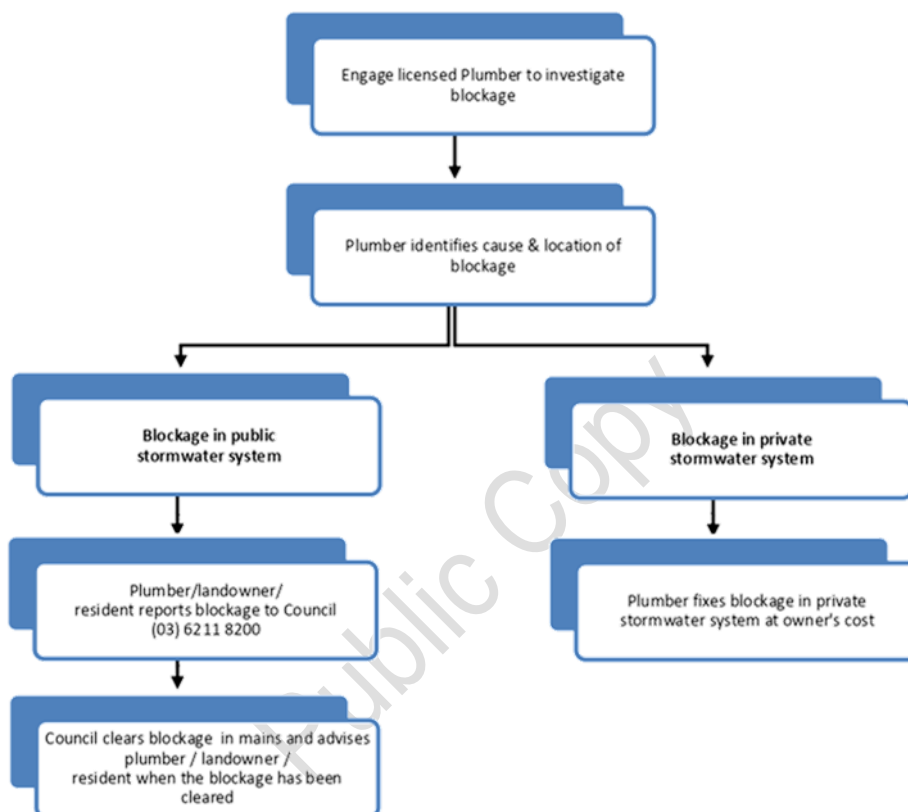 Engage licensed Plumber to investigate
blockage
Plumber identifies cause & location of
blockage
Blockage in public
stormwater system
Blockage in private
stormwater system
Plumber/landowner/
resident reports blockage to Council
(03) 6211 8200
Plumber fixes blockage in private
stormwater system at owner's cost
Council clears blockage in mains and advises
plumber / landowner /
resident when the blockage has been
cleared
Public Copy